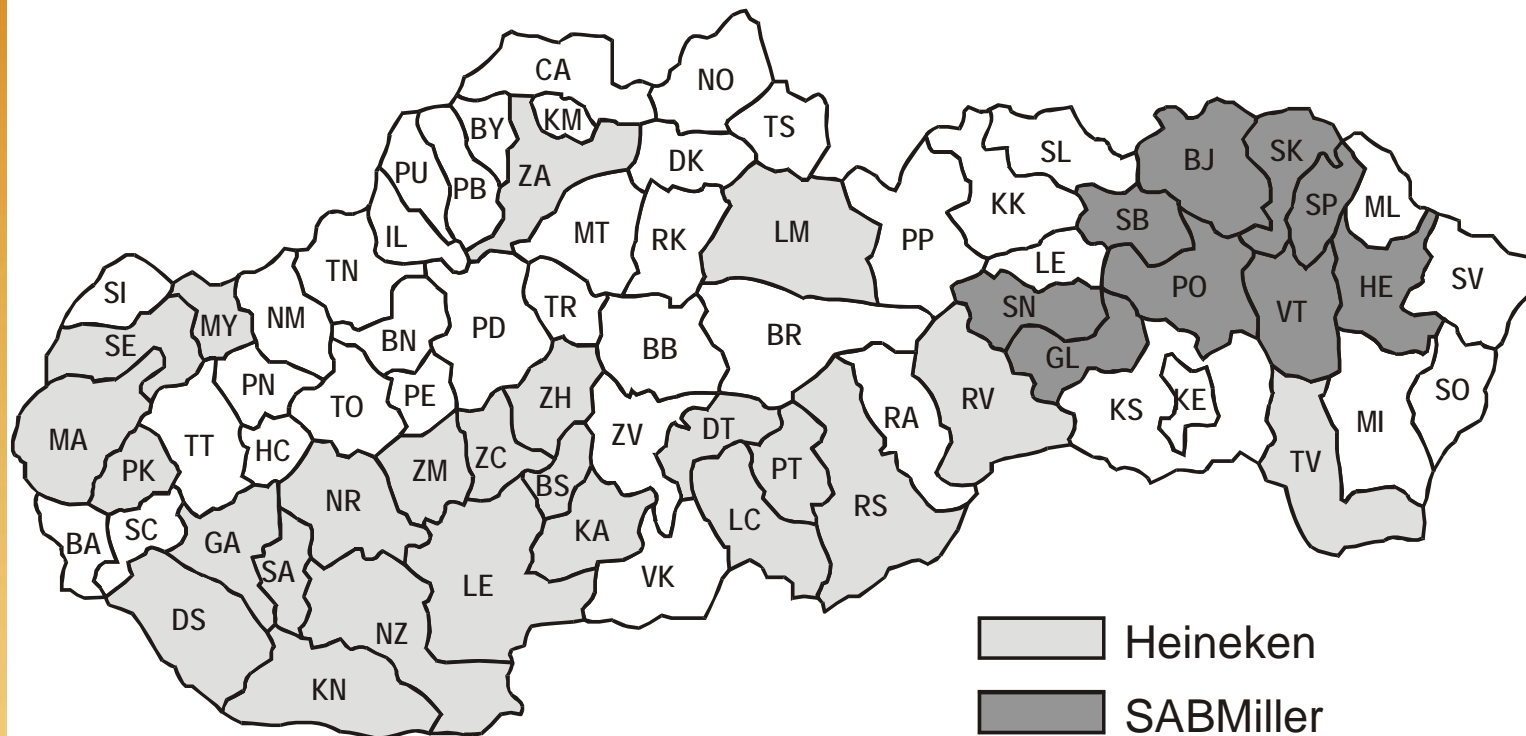 CA
NO
KM
BY
TS
PU
PB
ZA
DK
SL
BJ
SK
SP
ML
KK
SB
IL
MT
RK
LM
PP
LE
TN
SI
MY
NM
SN
PO
VT
HE
SV
SE
BN
PD
TR
BB
BR
GL
PN
PE
ZH
RV
KS
KE
SO
MA
TT
TO
HC
ZV
DT
RA
MI
PK
ZM
ZC
BS
PT
TV
NR
RS
BA
SC
GA
SA
LE
KA
LC
VK
DS
NZ
KN
Heineken
SABMiller